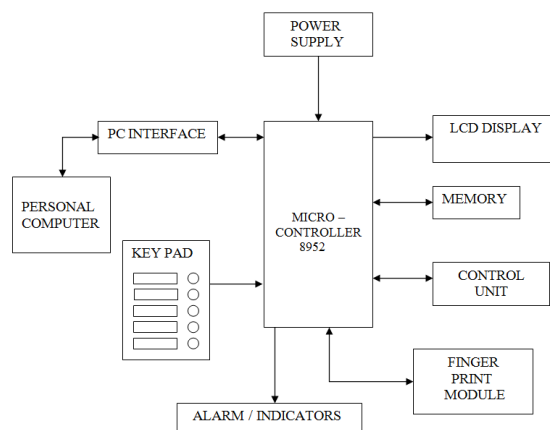 POWER
SUPPLY
PC INTERFACE
LCD DISPLAY
PERSONAL
COMPUTER
MICRO –
CONTROLLER
8952
MEMORY
KEY PAD
CONTROL
UNIT
FINGER
PRINT
MODULE
ALARM / INDICATORS